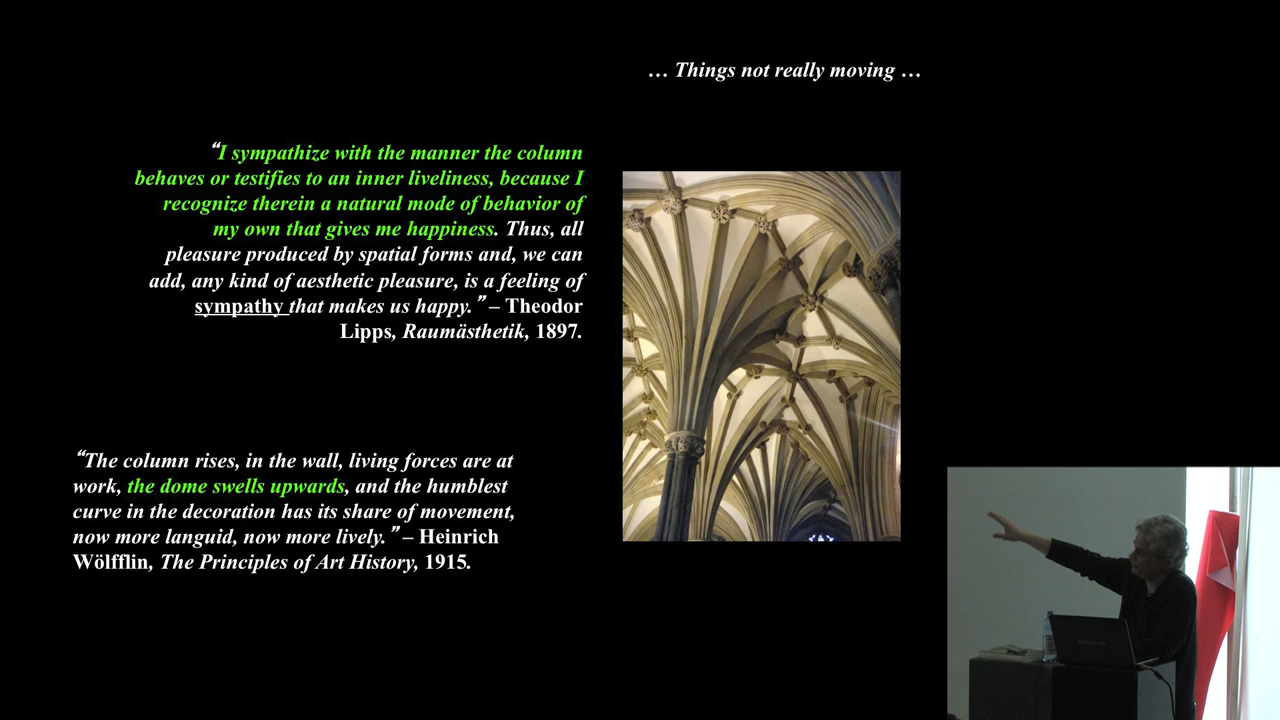 … Things not really moving …
“I sympathize with the manner the column
behaves or testifies to an inner liveliness, because I
recognize therein a natural mode of behavior of
my own that gives me happiness. Thus, all
pleasure produced by spatial forms and, we can
add, any kind of aesthetic pleasure, is a feeling of
sympathy that makes us happy.” – Theodor
Lipps, Raumästhetik, 1897.
“The column rises, in the wall, living forces are at
work, the dome swells upwards, and the humblest
curve in the decoration has its share of movement,
now more languid, now more lively.” – Heinrich
Wölfflin, The Principles of Art History, 1915.